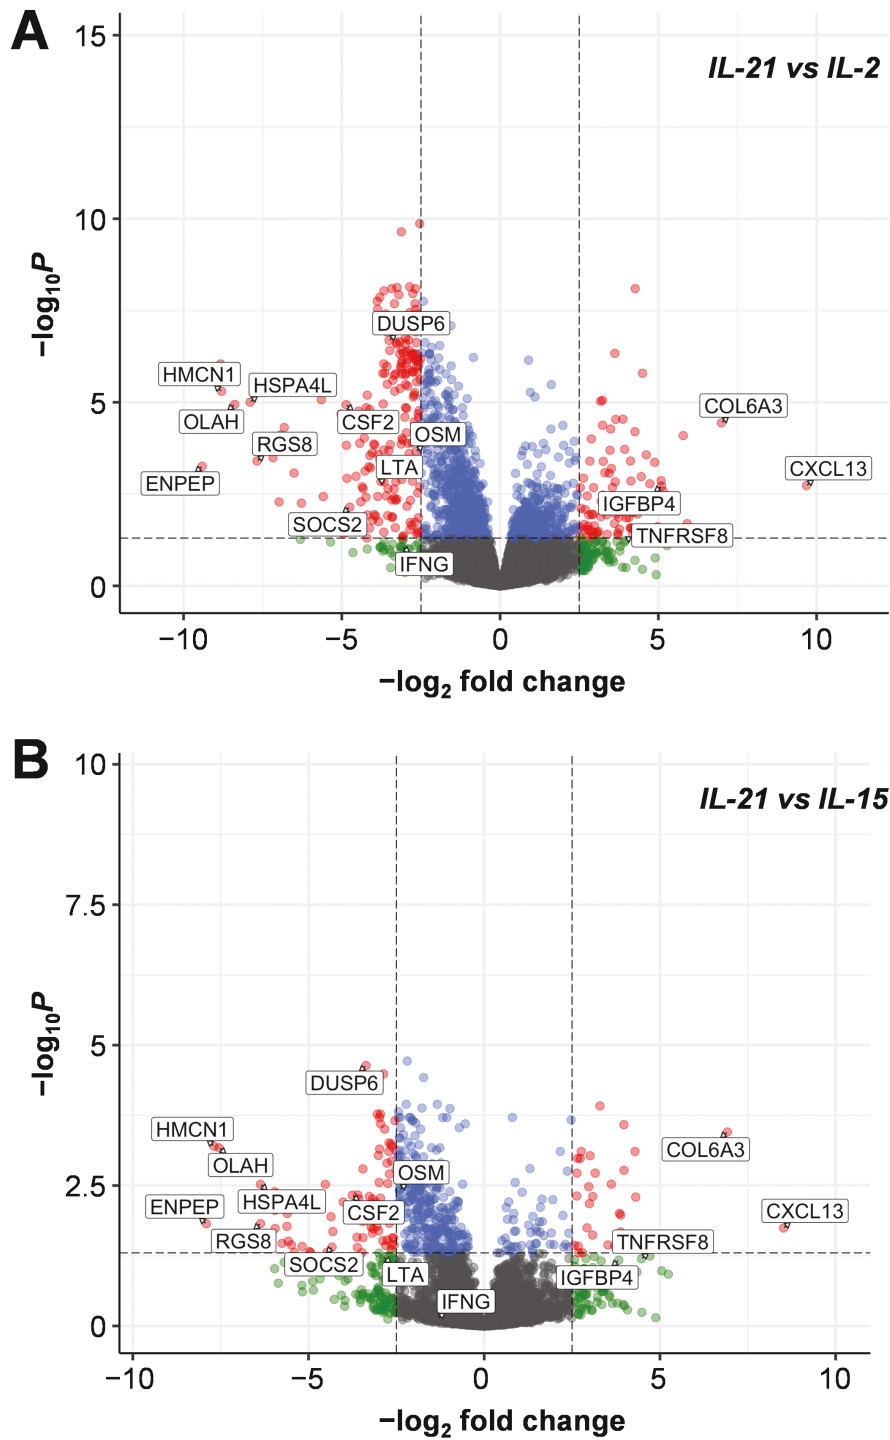 A
IL-21 vs IL-2
15
10
5
0
−log10P
DUSP6
HMCN1
HSPA4L
COL6A3
OLAH
CSF2
OSM
RGS8
LTA
CXCL13
ENPEP
IGFBP4
SOCS2
TNFRSF8
IFNG
−10
−5
0
5
10
−log2 fold change
B
IL-21 vs IL-15
10
7.5
5
2.5
0
−log10P
DUSP6
HMCN1
COL6A3
OLAH
OSM
HSPA4L
ENPEP
CSF2
CXCL13
RGS8
TNFRSF8
SOCS2
LTA
IGFBP4
IFNG
−10
−5
0
5
10
−log2 fold change